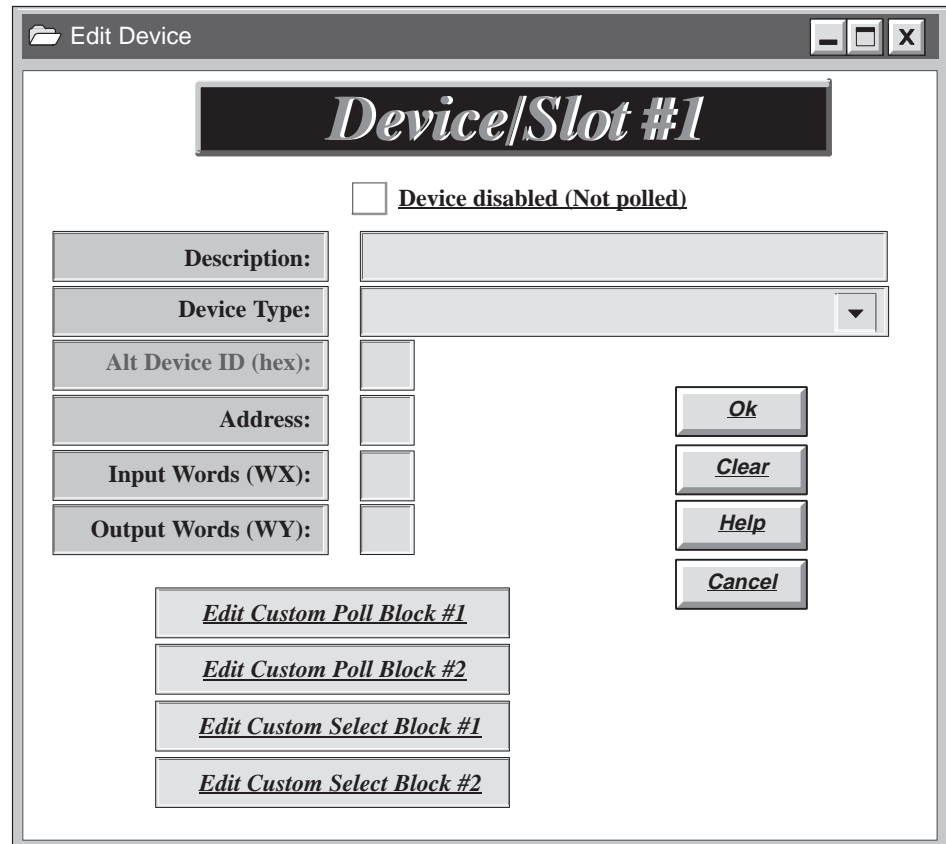 Edit Device
X
Device/Slot #1
Device disabled (Not polled)
Description:
Device Type:
Alt Device ID (hex):
Address:
Input Words (WX):
Output Words (WY):
Ok
Clear
Help
Cancel
Edit Custom Poll Block #1
Edit Custom Poll Block #2
Edit Custom Select Block #1
Edit Custom Select Block #2